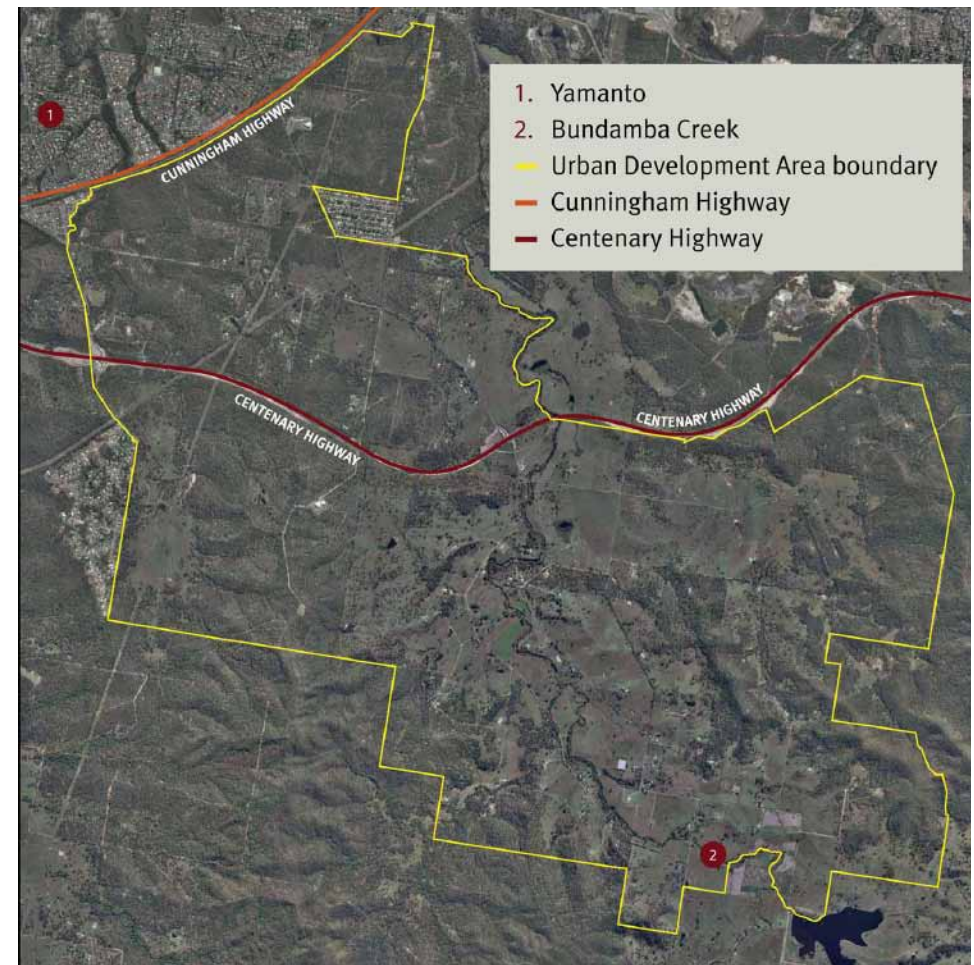 1
CUNNINGHAM HIGHWAY
1. Yamanto
2. Bundamba Creek
Urban Development Area boundary
Cunningham Highway
Centenary Highway
CENTENARY HIGHWAY
CENTENARY HIGHWAY
2